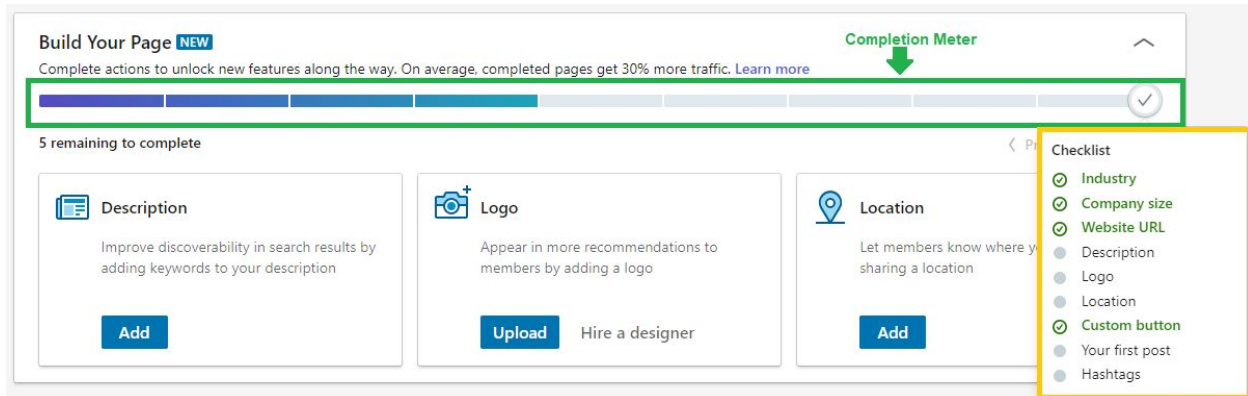 Build Your Page NEW
Completion Meter
Complete actions to unlock new features along the way. On average, completed pages get 30% more traffic. Learn more
5 remaining to complete
Checklist
Industry
Company size
Website URL
Description
Logo
Location
Custom button
Your first post
Hashtags
Description
Improve discoverability in search results by
adding keywords to your description
Add
Logo
Appear in more recommendations to
members by adding a logo
Upload Hire a designer
Location
Let members know where
sharing a location
Add